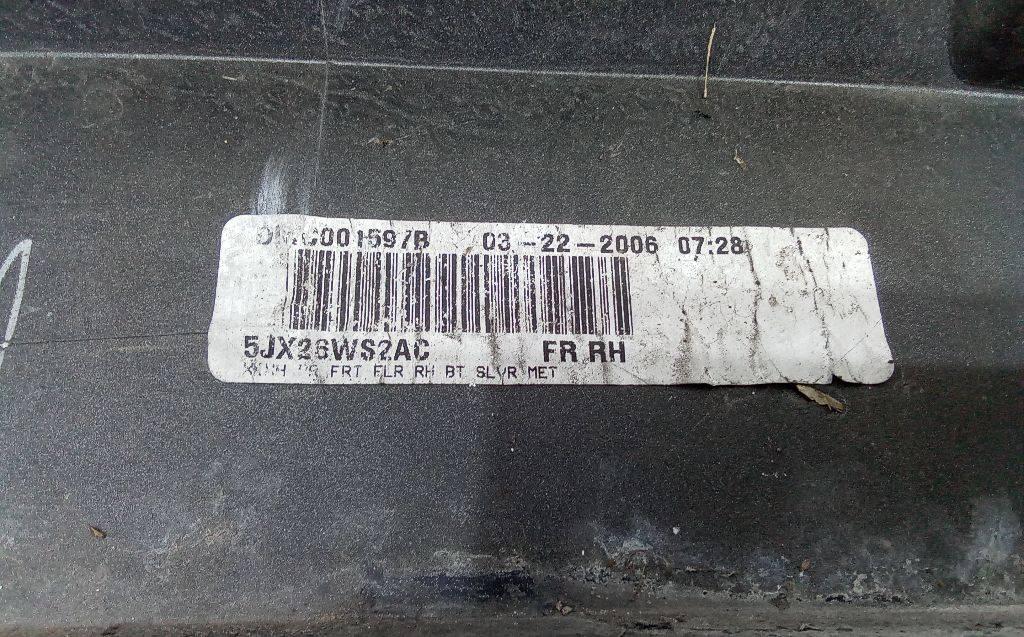 03-22-2006 07:28
5JX26WS2AC FR RH
FRT FLR RH BT SLVR MET